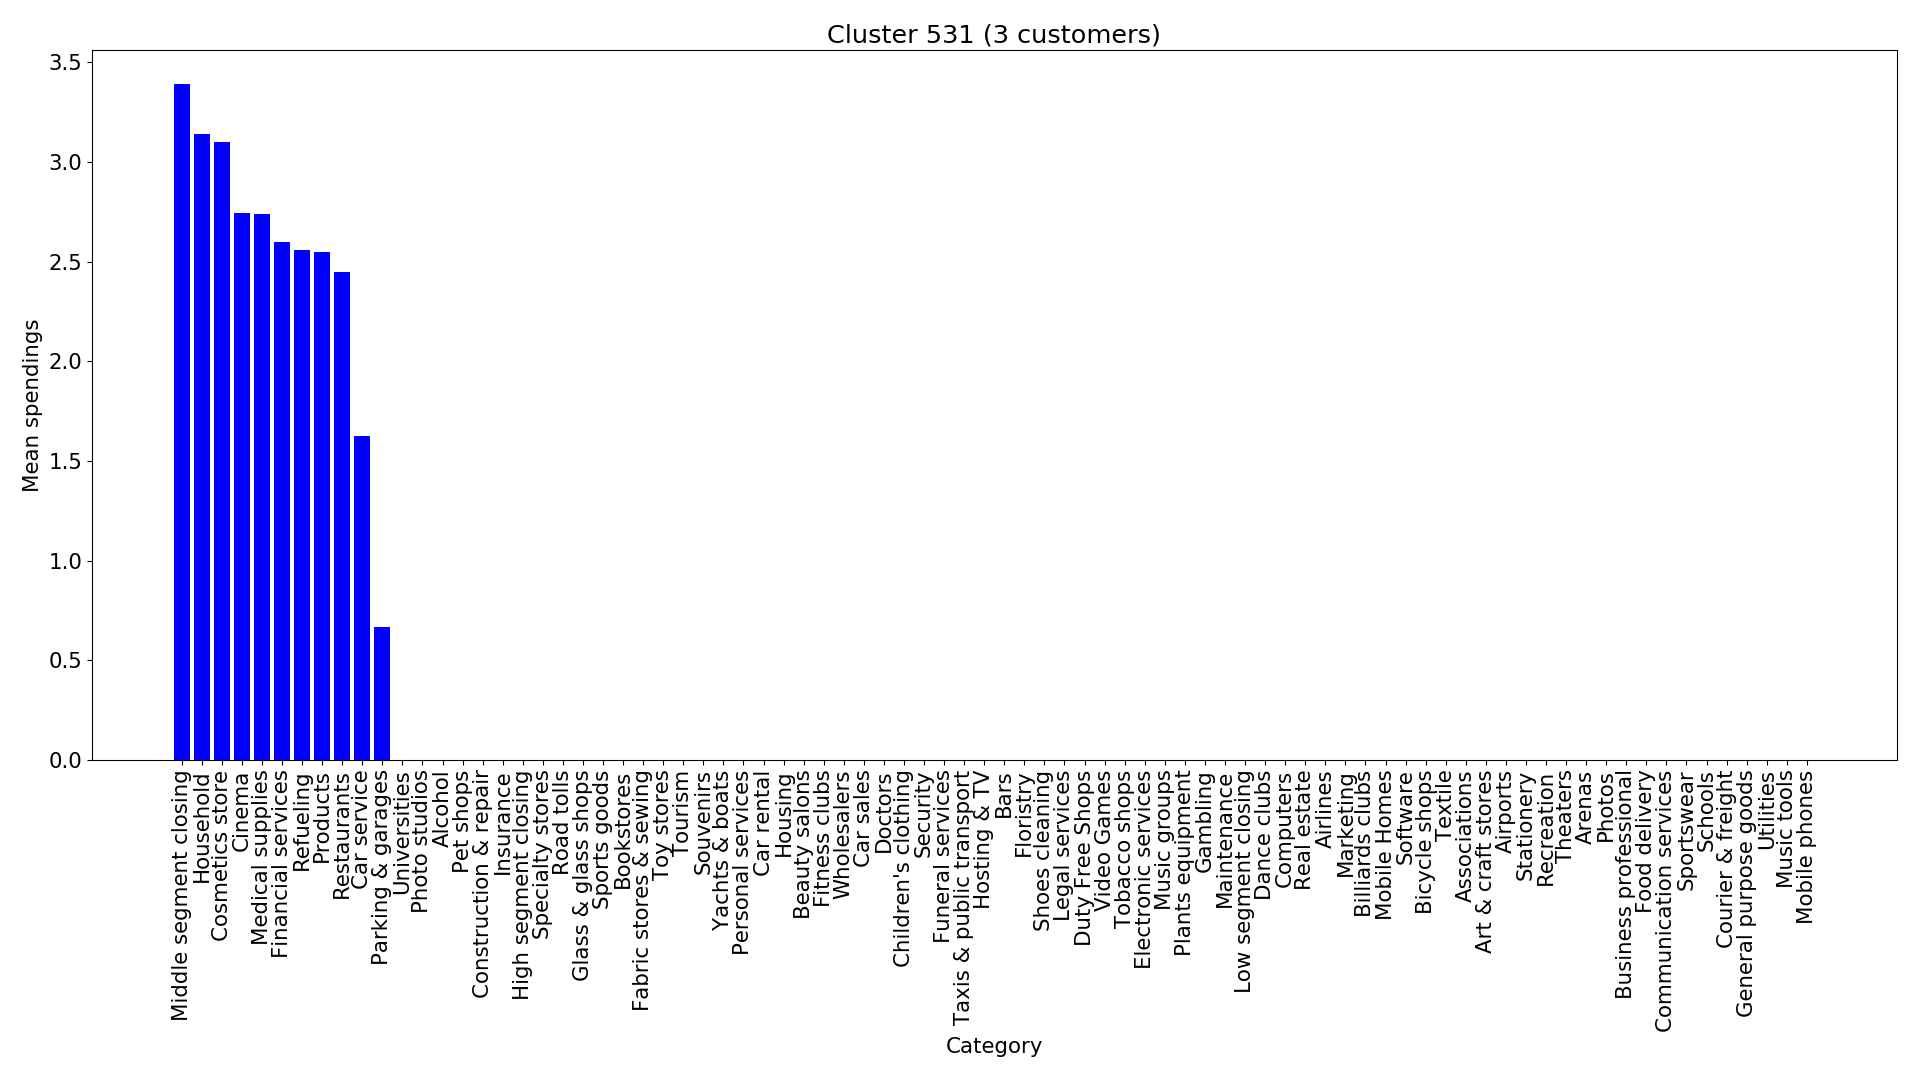 Cluster 531 (3 customers)
3.5
3.0
2.5
2.0
1.5
1.0
0.5
0.0
Mean spendings
Middle segment closing
Household
Cosmetics store
Cinema
Medical supplies
Financial services
Refueling
Products
Restaurants
Car service
Parking & garages
Universities
Photo studios
Alcohol
Pet shops
Construction & repair
Insurance
High segment closing
Specialty stores
Road tolls
Glass & glass shops
Sports goods
Bookstores
Fabric stores & sewing
Toy stores
Tourism
Souvenirs
Yachts & boats
Personal services
Car rental
Housing
Beauty salons
Fitness clubs
Wholesalers
Car sales
Doctors
Children's clothing
Security
Funeral services
Taxis & public transport
Hosting & TV
Bars
Floristry
Shoes cleaning
Legal services
Duty Free Shops
Video Games
Tobacco shops
Electronic services
Music groups
Plants equipment
Gambling
Maintenance
Low segment closing
Dance clubs
Computers
Real estate
Airlines
Marketing
Billiards clubs
Mobile Homes
Software
Bicycle shops
Textile
Associations
Art & craft stores
Airports
Stationery
Recreation
Theaters
Arenas
Photos
Business professional
Food delivery
Communication services
Sportswear
Schools
Courier & freight
General purpose goods
Utilities
Music tools
Mobile phones
Category